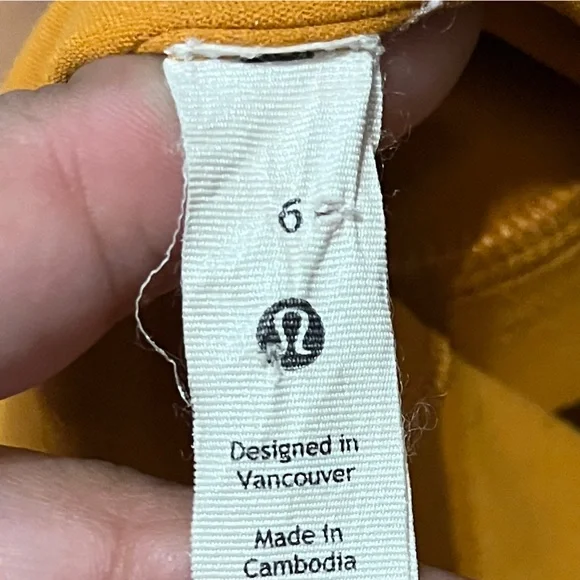 6
Designed in
Vancouver
Made in
Cambodia